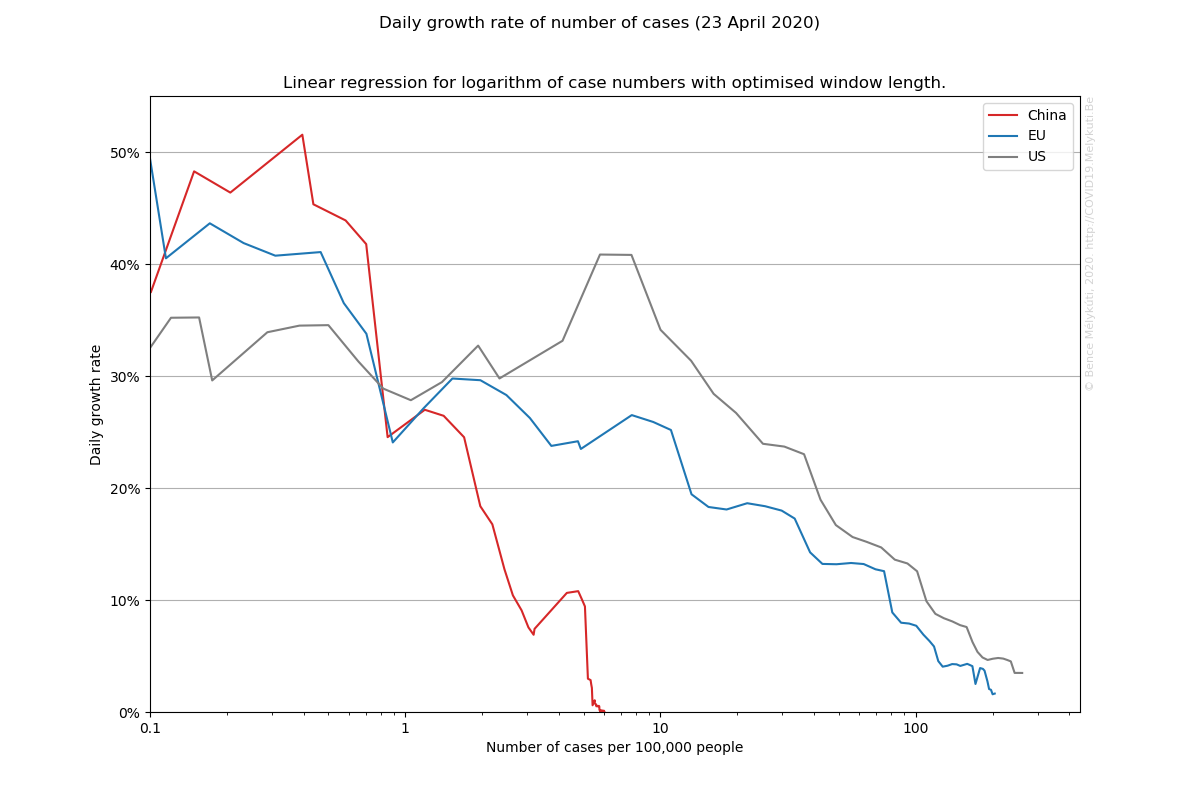 Daily growth rate of number of cases (23 April 2020)
Linear regression for logarithm of case numbers with optimised window length.
China
EU
US
© Bence Mélykúti, 2020. http://COVID19.Melykuti.Be
Daily growth rate
50%
40%
30%
20%
10%
0%
0.1
1
10
100
Number of cases per 100,000 people